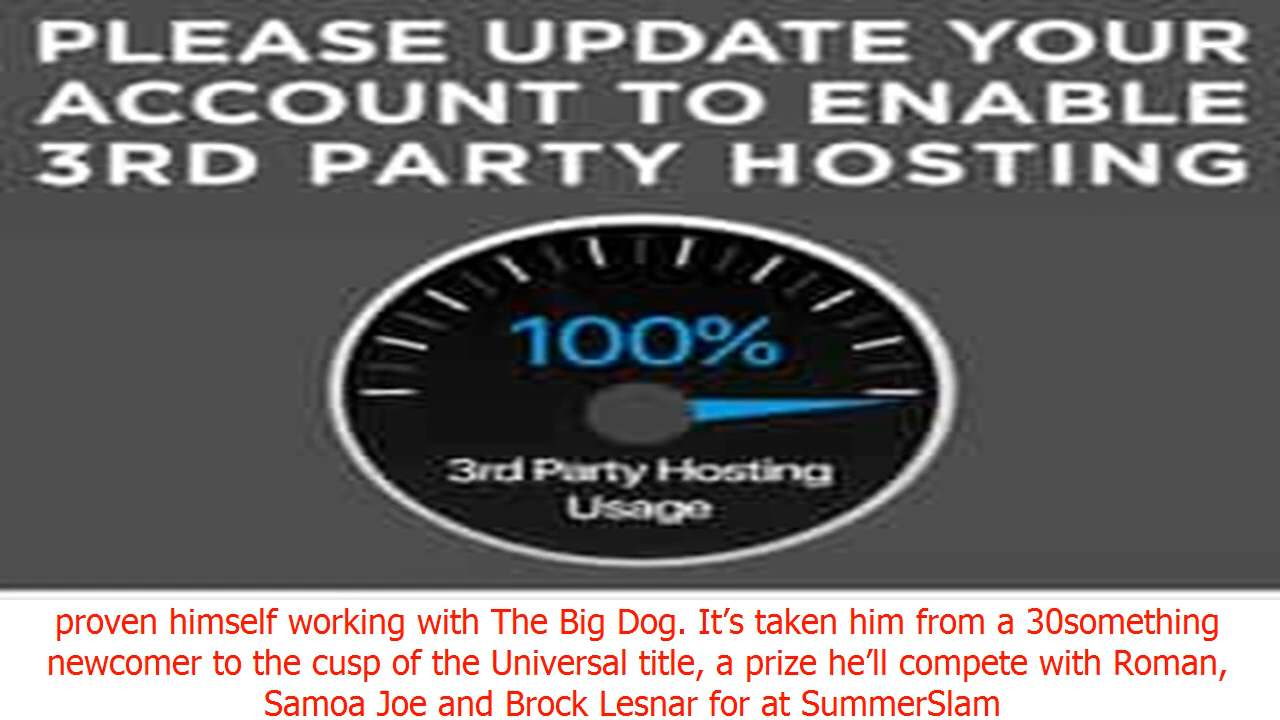 PLEASE UPDATE YOUR
ACCOUNT TO ENABLE
3RD PARTY HOSTING
100%
3rd Party Hosting
Usage
proven himself working with The Big Dog. It’s taken him from a 30something
newcomer to the cusp of the Universal title, a prize he’ll compete with Roman,
Samoa Joe and Brock Lesnar for at SummerSlam